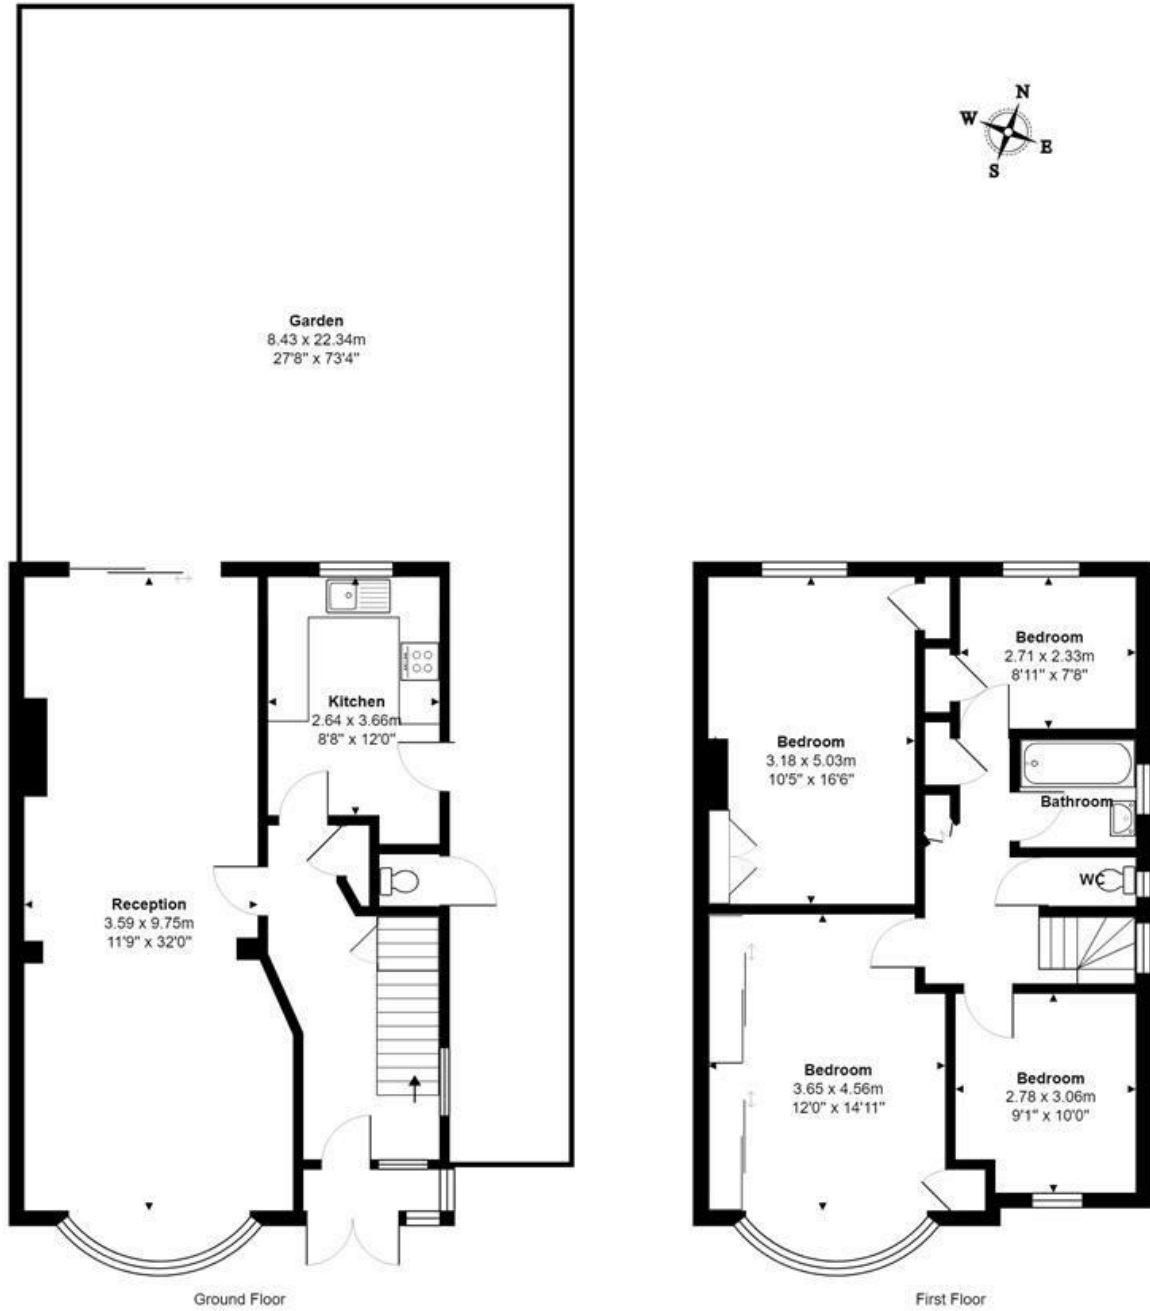 N
W
E
S
Garden
8.43 x 22.34m
27'8" x 73'4"
Kitchen
2.64 x 3.66m
8'8" x 12'0"
Reception
3.59 x 9.75m
11'9" x 32'0"
Ground Floor
Bedroom
2.71 x 2.33m
8'11" x 7'8"
Bedroom
3.18 x 5.03m
10'5" x 16'6"
Bathroom
WC
Bedroom
3.65 x 4.56m
12'0" x 14'11"
Bedroom
2.78 x 3.06m
9'1" x 10'0"
First Floor